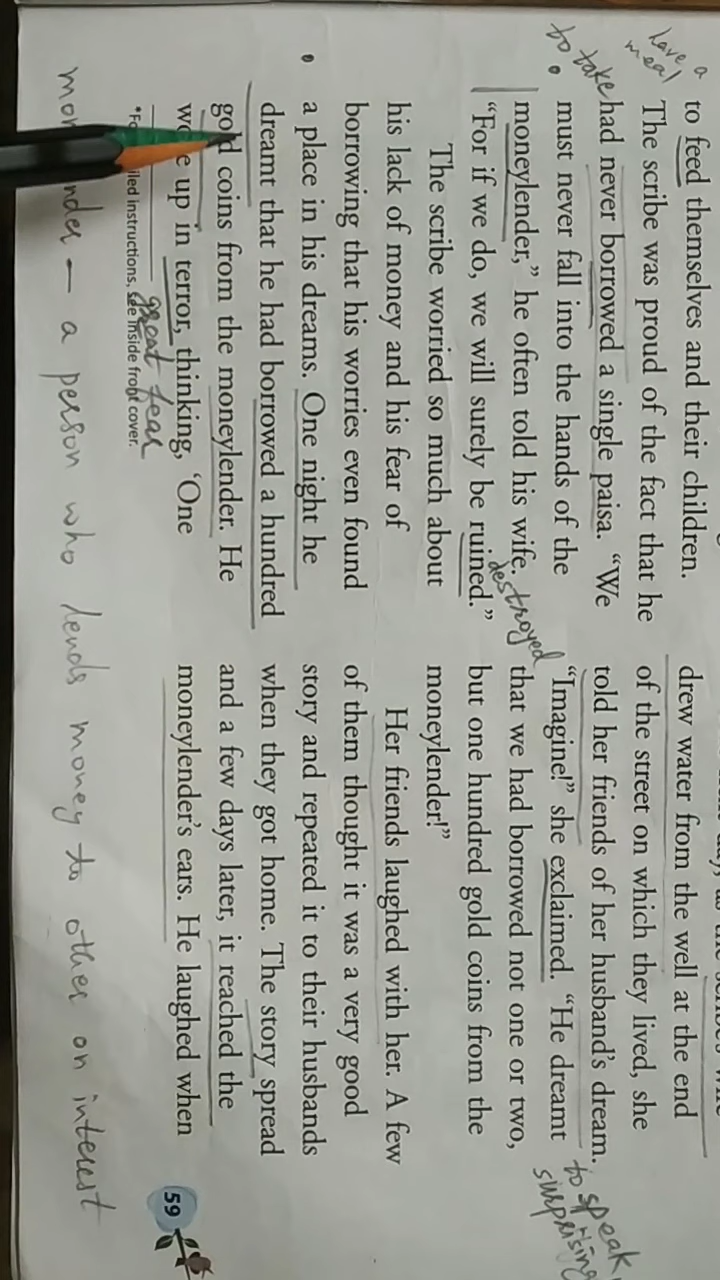 have a
meal
to take
to feed themselves and their children.
The scribe was proud of the fact that he
had never borrowed a single paisa. “We
must never fall into the hands of the
moneylender,” he often told his wife.
“For if we do, we will surely be ruined.”
destroyed
The scribe worried so much about
his lack of money and his fear of
borrowing that his worries even found
a place in his dreams. One night he
dreamt that he had borrowed a hundred
gold coins from the moneylender. He
up in terror, thinking, ‘One
great fear
instructions, see inside front cover.
drew water from the well at the end
of the street on which they lived, she
told her friends of her husband’s dream.
“Imagine!” she exclaimed. “He dreamt
that we had borrowed not one or two,
but one hundred gold coins from the
moneylender!”
to speak
surprising
Her friends laughed with her. A few
of them thought it was a very good
story and repeated it to their husbands
when they got home. The story spread
and a few days later, it reached the
moneylender’s ears. He laughed when
59
– a person who lends money to other on interest